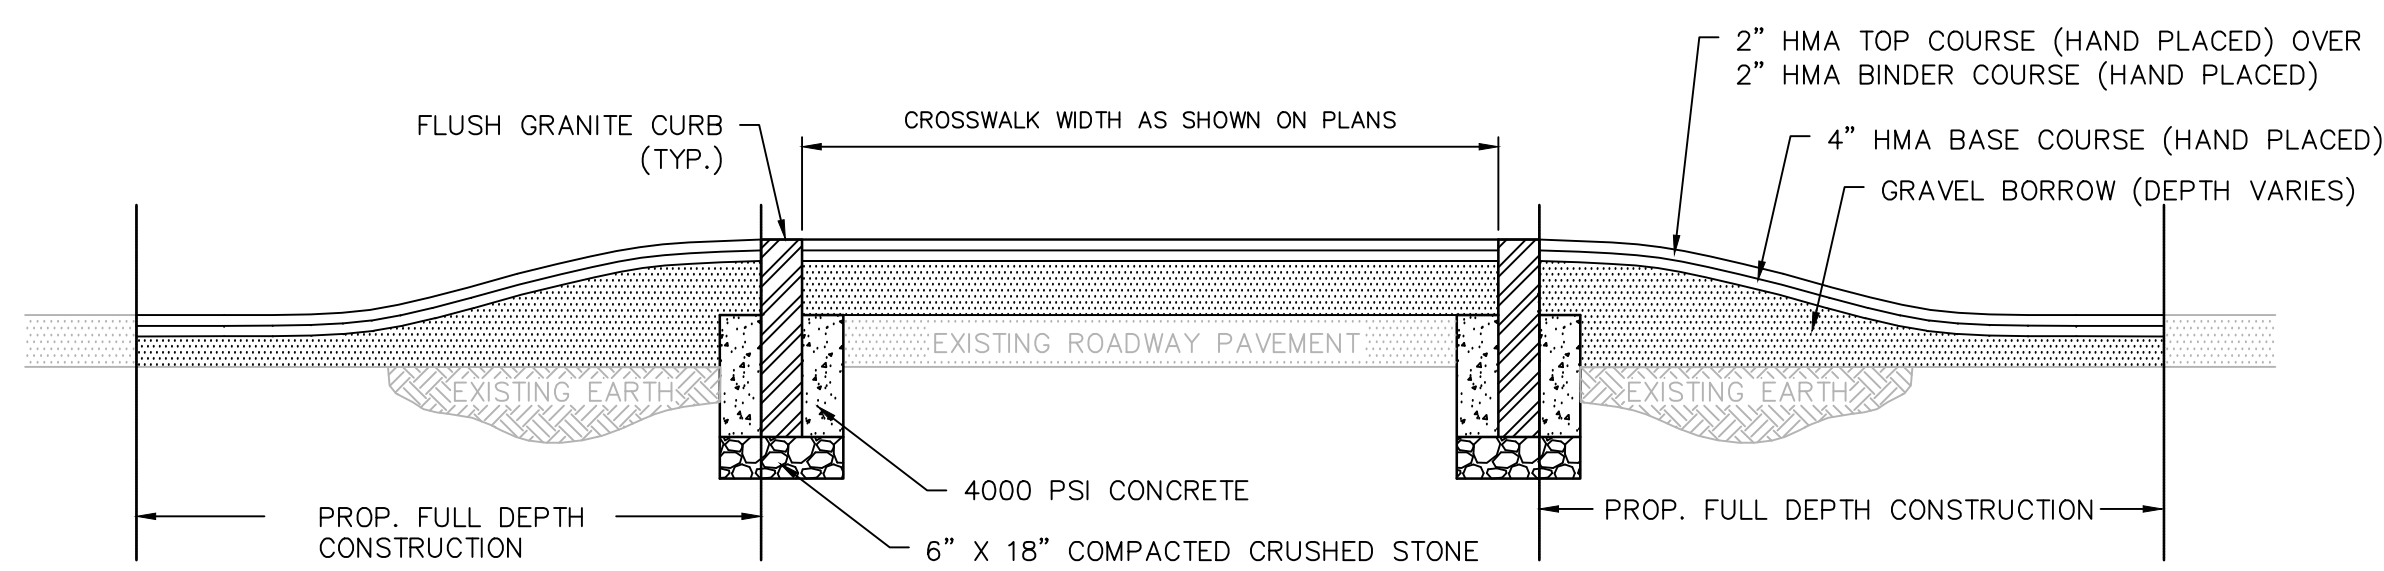 2” HMA TOP COURSE (HAND PLACED) OVER
2” HMA BINDER COURSE (HAND PLACED)
FLUSH GRANITE CURB
(TYP.)
CROSSWALK WIDTH AS SHOWN ON PLANS
4” HMA BASE COURSE (HAND PLACED)
GRAVEL BORROW (DEPTH VARIES)
EXISTING ROADWAY PAVEMENT
EXISTING EARTH
EXISTING EARTH
4000 PSI CONCRETE
PROP. FULL DEPTH
CONSTRUCTION
PROP. FULL DEPTH CONSTRUCTION
6” X 18” COMPACTED CRUSHED STONE